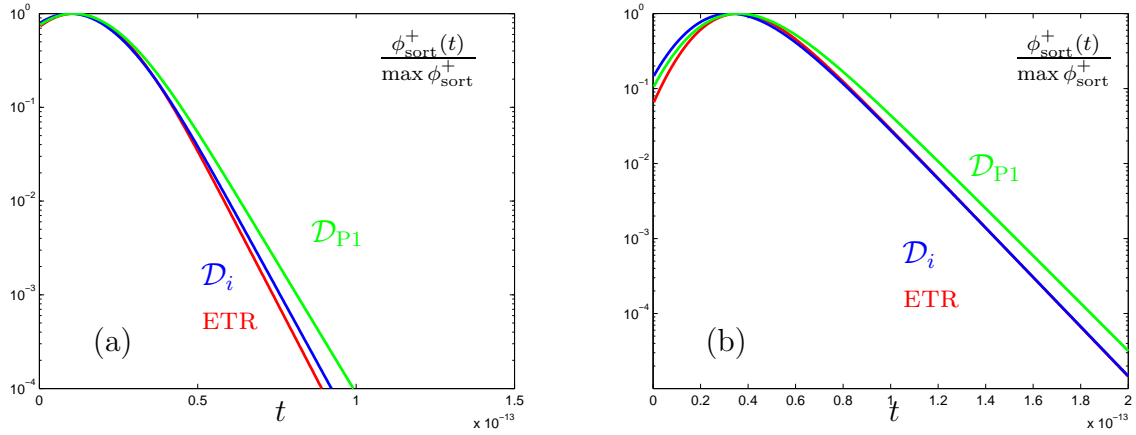 10⁰
10⁻¹
10⁻²
10⁻³
10⁻⁴
0
0.5
1
1.5
x 10⁻¹³
t
ϕ⁺sort(t)
max ϕ⁺sort
𝒟P1
𝒟i
ETR
(a)
10⁰
10⁻¹
10⁻²
10⁻³
10⁻⁴
0
0.2
0.4
0.6
0.8
1
1.2
1.4
1.6
1.8
2
x 10⁻¹³
t
ϕ⁺sort(t)
max ϕ⁺sort
𝒟P1
𝒟i
ETR
(b)